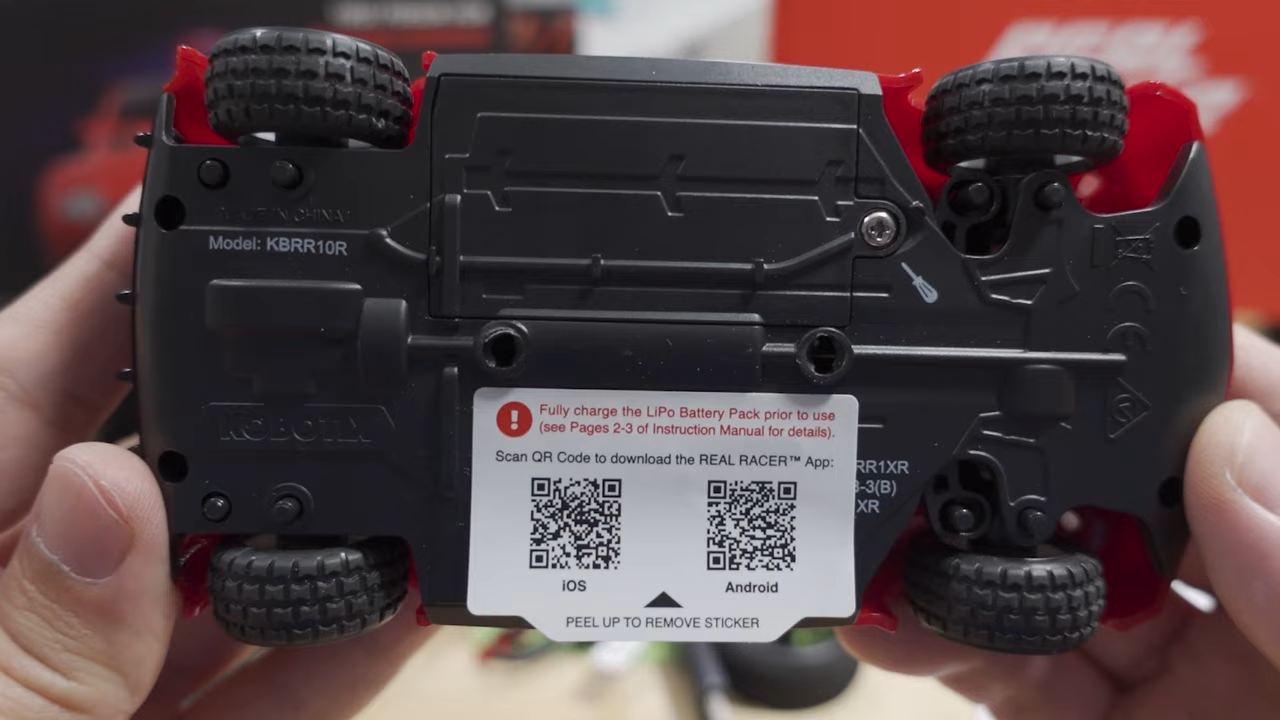 REAL
MADE IN CHINA
Model: KBRR10R
ROBOTIX
Fully charge the LiPo Battery Pack prior to use
(see Pages 2-3 of Instruction Manual for details).
Scan QR Code to download the REAL RACER™ App:
iOS
Android
PEEL UP TO REMOVE STICKER
RR1XR
3-3(B)
XR
CE